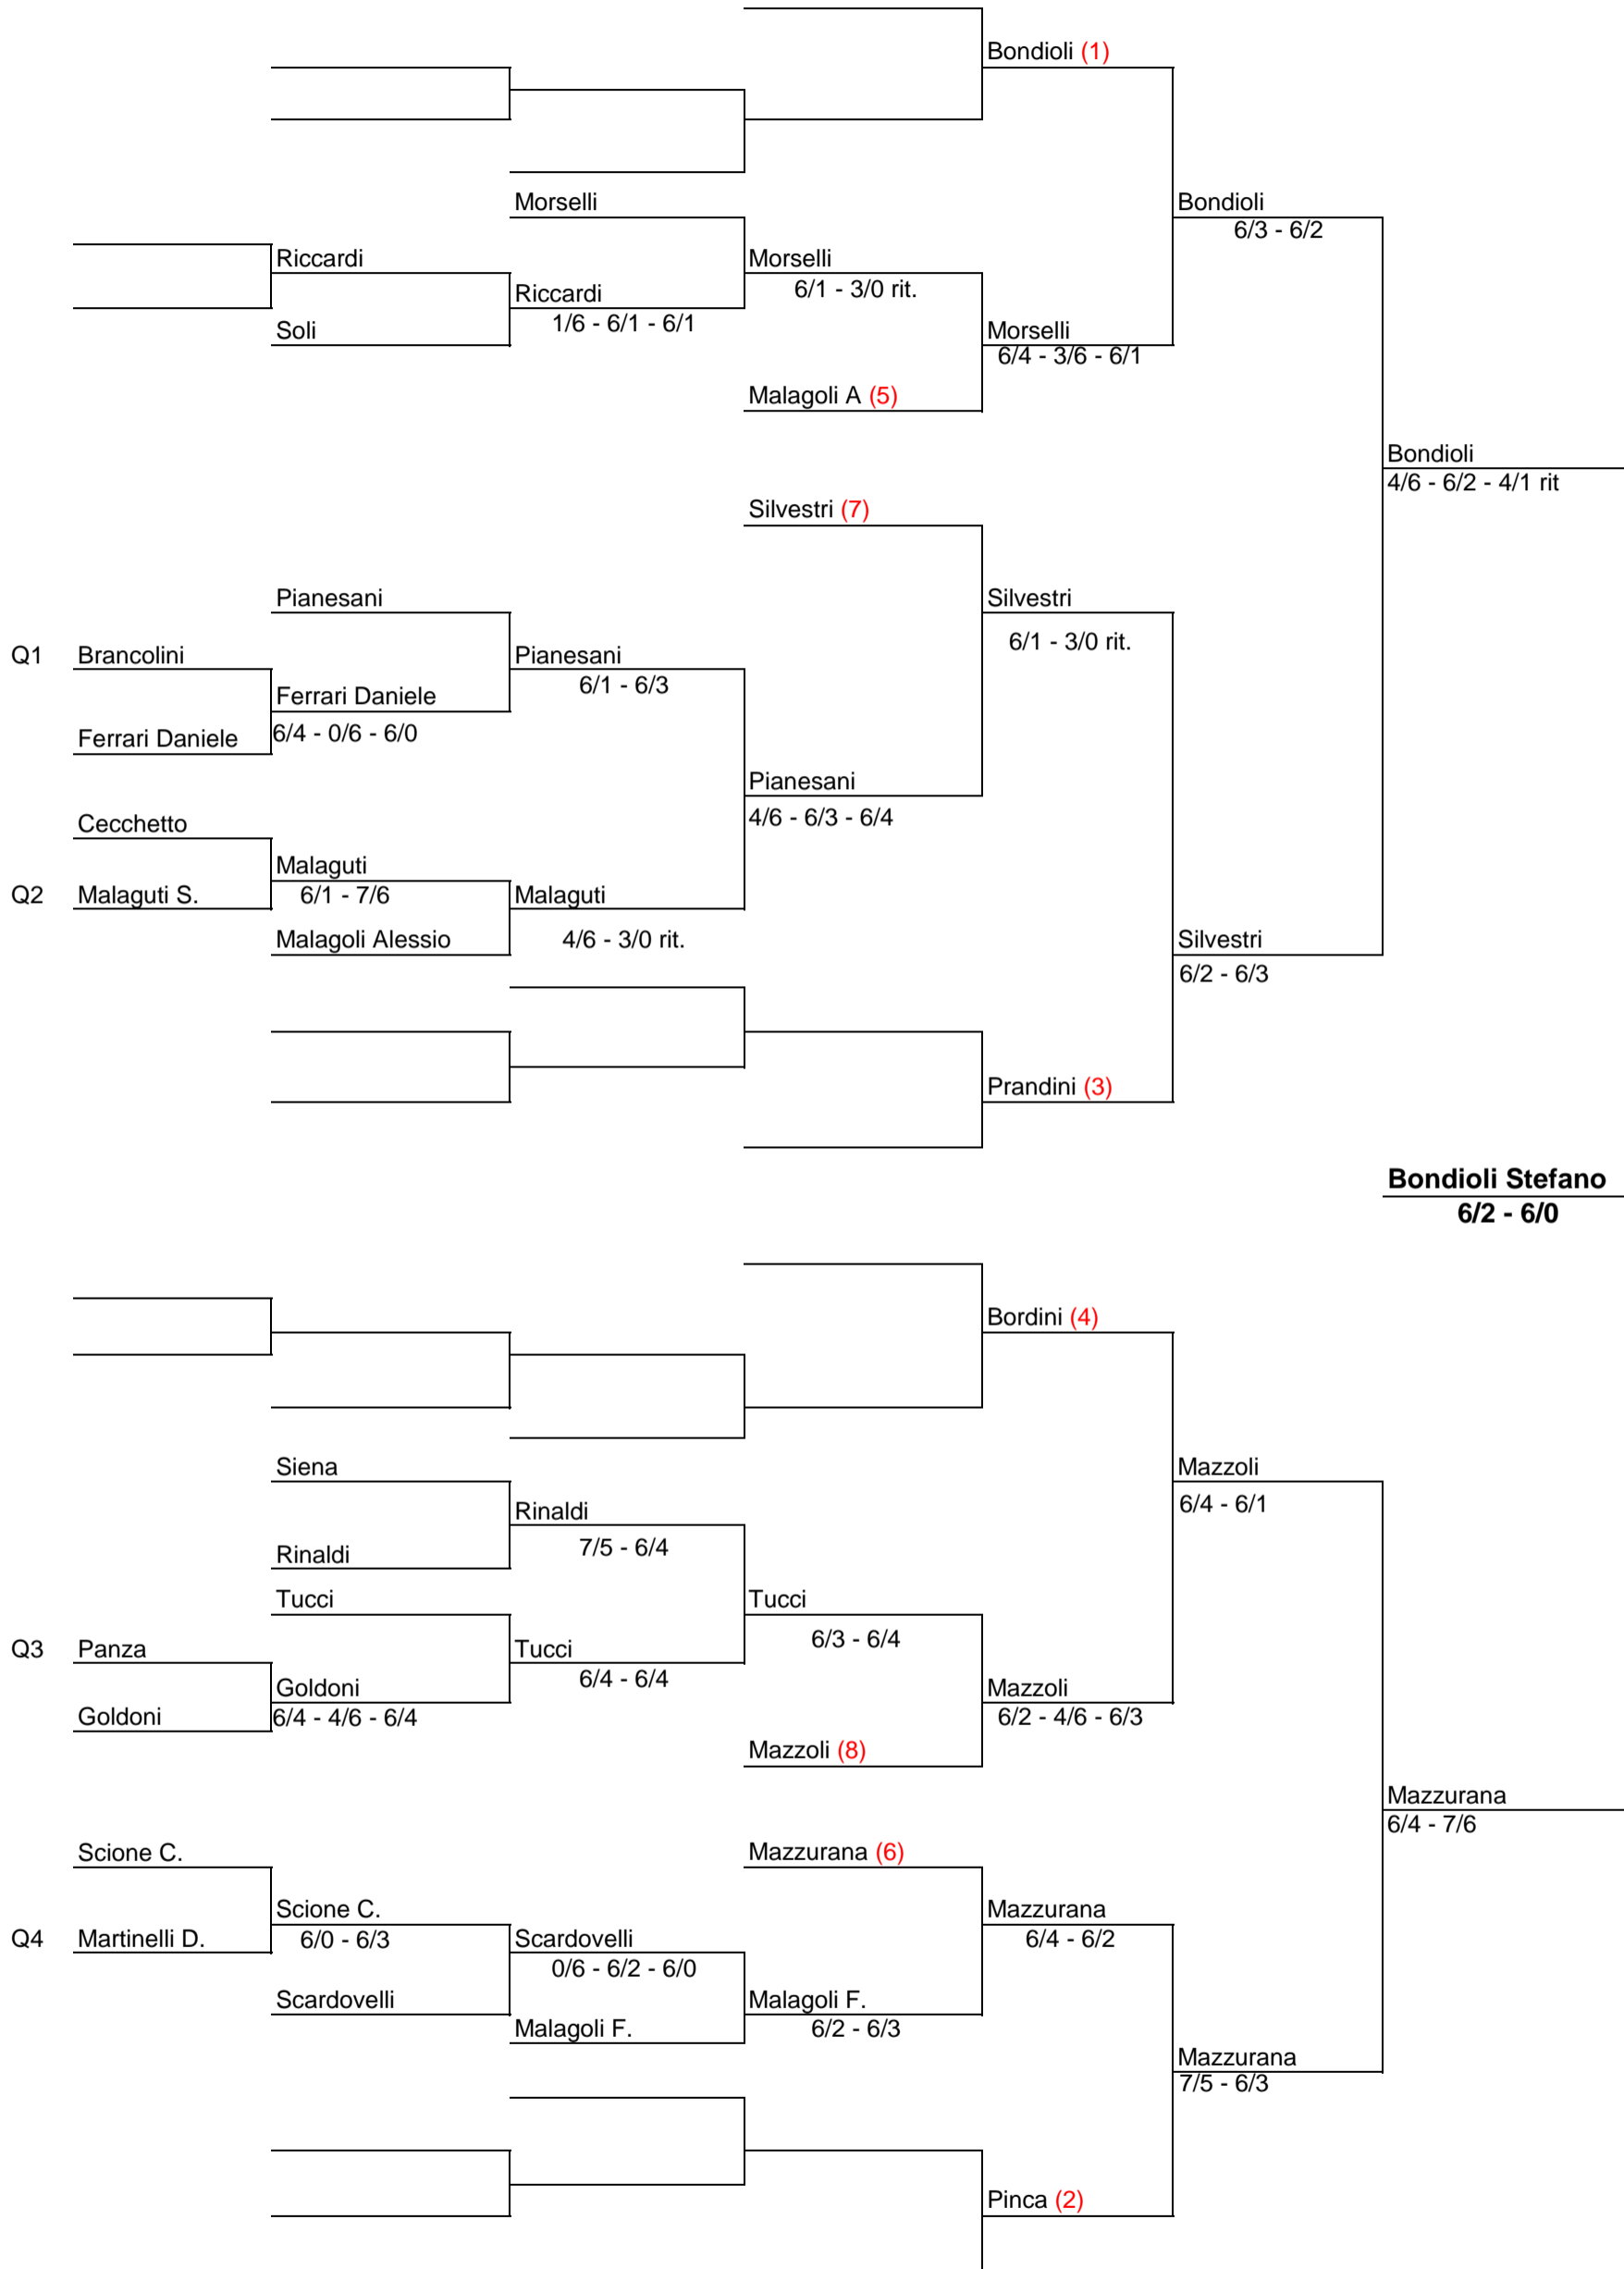 Bondioli (1)
Morselli
Bondioli
6/3 - 6/2
Riccardi
Morselli
Riccardi
6/1 - 3/0 rit.
1/6 - 6/1 - 6/1
Soli
Morselli
6/4 - 3/6 - 6/1
Malagoli A (5)
Bondioli
4/6 - 6/2 - 4/1 rit
Silvestri (7)
Pianesani
Silvestri
6/1 - 3/0 rit.
Q1 Brancolini
Pianesani
6/1 - 6/3
Ferrari Daniele
Ferrari Daniele
6/4 - 0/6 - 6/0
Pianesani
4/6 - 6/3 - 6/4
Cecchetto
Malaguti
6/1 - 7/6
Q2 Malaguti S.
Malaguti
Malagoli Alessio
4/6 - 3/0 rit.
Silvestri
6/2 - 6/3
Prandini (3)
Bondioli Stefano
6/2 - 6/0
Bordini (4)
Siena
Mazzoli
6/4 - 6/1
Rinaldi
7/5 - 6/4
Rinaldi
Tucci
Tucci
6/3 - 6/4
Q3 Panza
Tucci
6/4 - 6/4
Goldoni
Mazzoli
Goldoni
6/4 - 4/6 - 6/4
6/2 - 4/6 - 6/3
Mazzoli (8)
Mazzurana
6/4 - 7/6
Scione C.
Mazzurana (6)
Scione C.
Mazzurana
Q4 Martinelli D.
6/0 - 6/3
Scardovelli
6/4 - 6/2
0/6 - 6/2 - 6/0
Scardovelli
Malagoli F.
Malagoli F.
6/2 - 6/3
Mazzurana
7/5 - 6/3
Pinca (2)